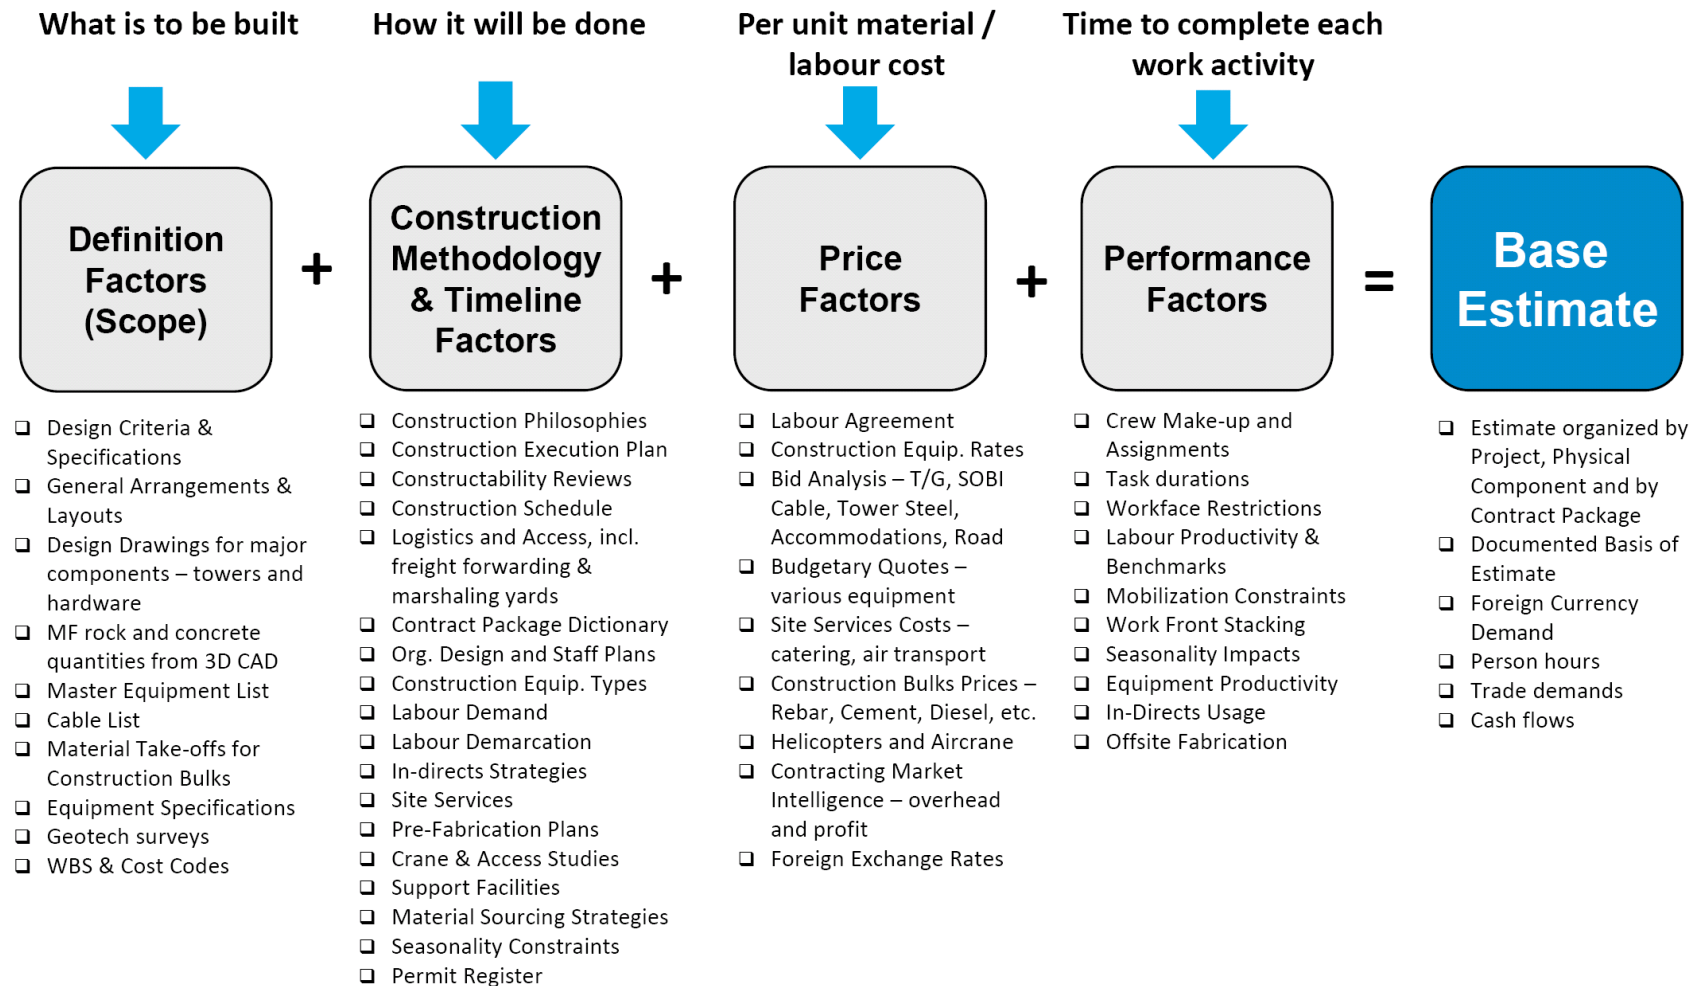 What is to be built
How it will be done
Per unit material /
labour cost
Time to complete each
work activity
Definition
Factors
(Scope)
+
Construction
Methodology
& Timeline
Factors
+
Price
Factors
+
Performance
Factors
=
Base
Estimate
❑ Design Criteria &
Specifications
❑ General Arrangements &
Layouts
❑ Design Drawings for major
components – towers and
hardware
❑ MF rock and concrete
quantities from 3D CAD
❑ Master Equipment List
❑ Cable List
❑ Material Take-offs for
Construction Bulks
❑ Equipment Specifications
❑ Geotech surveys
❑ WBS & Cost Codes
❑ Construction Philosophies
❑ Construction Execution Plan
❑ Constructability Reviews
❑ Construction Schedule
❑ Logistics and Access, incl.
freight forwarding &
marshaling yards
❑ Contract Package Dictionary
❑ Org. Design and Staff Plans
❑ Construction Equip. Types
❑ Labour Demand
❑ Labour Demarcation
❑ In-directs Strategies
❑ Site Services
❑ Pre-Fabrication Plans
❑ Crane & Access Studies
❑ Support Facilities
❑ Material Sourcing Strategies
❑ Seasonality Constraints
❑ Permit Register
❑ Labour Agreement
❑ Construction Equip. Rates
❑ Bid Analysis – T/G, SOBI
Cable, Tower Steel,
Accommodations, Road
❑ Budgetary Quotes –
various equipment
❑ Site Services Costs –
catering, air transport
❑ Construction Bulks Prices –
Rebar, Cement, Diesel, etc.
❑ Helicopters and Aircrane
❑ Contracting Market
Intelligence – overhead
and profit
❑ Foreign Exchange Rates
❑ Crew Make-up and
Assignments
❑ Task durations
❑ Workface Restrictions
❑ Labour Productivity &
Benchmarks
❑ Mobilization Constraints
❑ Work Front Stacking
❑ Seasonality Impacts
❑ Equipment Productivity
❑ In-Directs Usage
❑ Offsite Fabrication
❑ Estimate organized by
Project, Physical
Component and by
Contract Package
❑ Documented Basis of
Estimate
❑ Foreign Currency
Demand
❑ Person hours
❑ Trade demands
❑ Cash flows